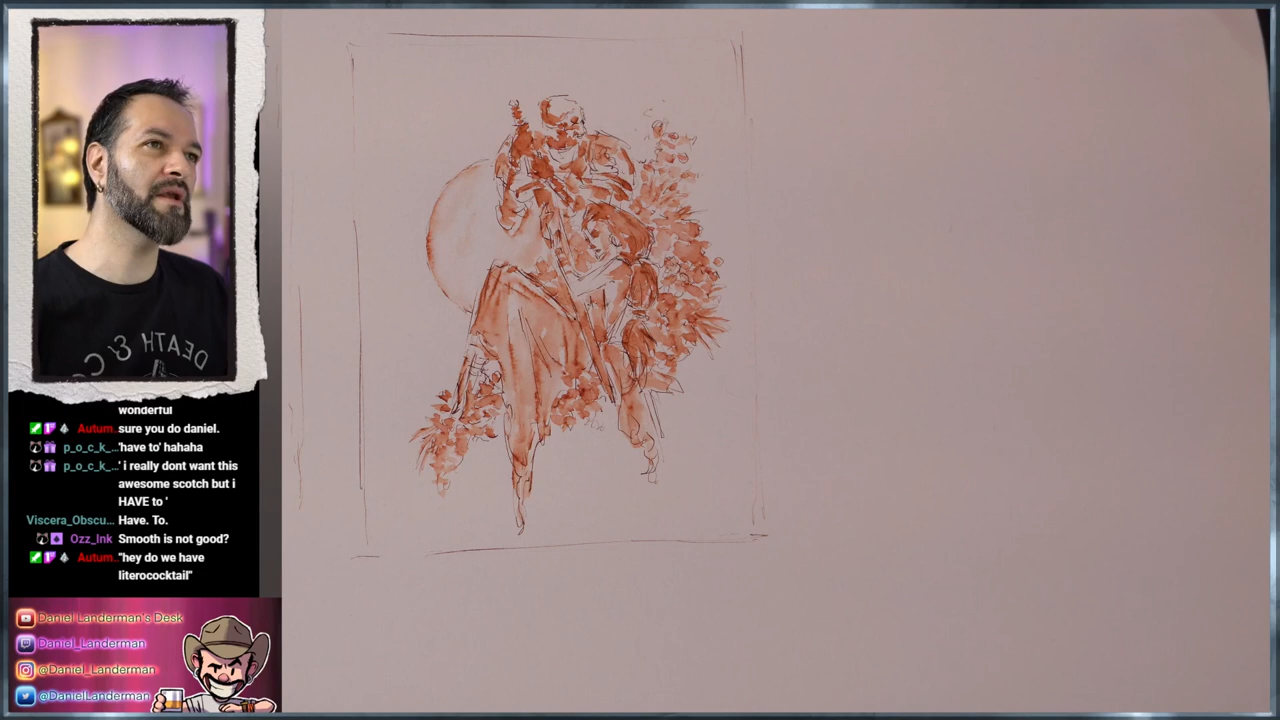 DEATH & CO
wonderful
Autum... sure you do daniel.
p_o_c_k_... 'have to' hahaha
p_o_c_k_... ' i really dont want this
awesome scotch but i
HAVE to '
Viscera_Obscu... Have. To.
Ozz_Ink Smooth is not good?
Autum... "hey do we have
literococktail"
Daniel Landerman's Desk
Daniel_Landerman
@Daniel_Landerman
@DanielLanderman